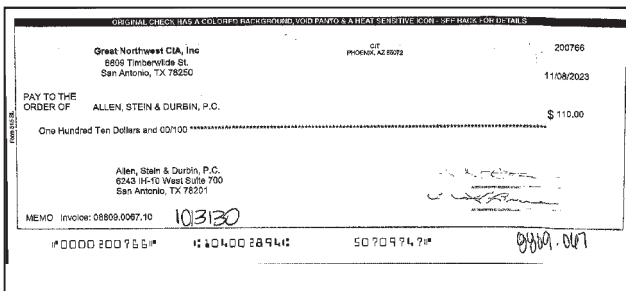 ORIGINAL CHECK HAS A COLORED BACKGROUND, VOID PANTO & A HEAT SENSITIVE ICON - SEE BACK FOR DETAILS
Great Northwest CIA, Inc
8809 Timberwilde St.
San Antonio, TX 78250
CIT
PHOENIX, AZ 85072
200766
11/08/2023
PAY TO THE
ORDER OF ALLEN, STEIN & DURBIN, P.C.
$ 110.00
One Hundred Ten Dollars and 00/100
Allen, Stein & Durbin, P.C.
6243 IH-10 West Suite 700
San Antonio, TX 78201
MEMO Invoice: 08809.0067.10 103130
⑈0000200766⑈ ⑆104002894⑆ 50709747⑈